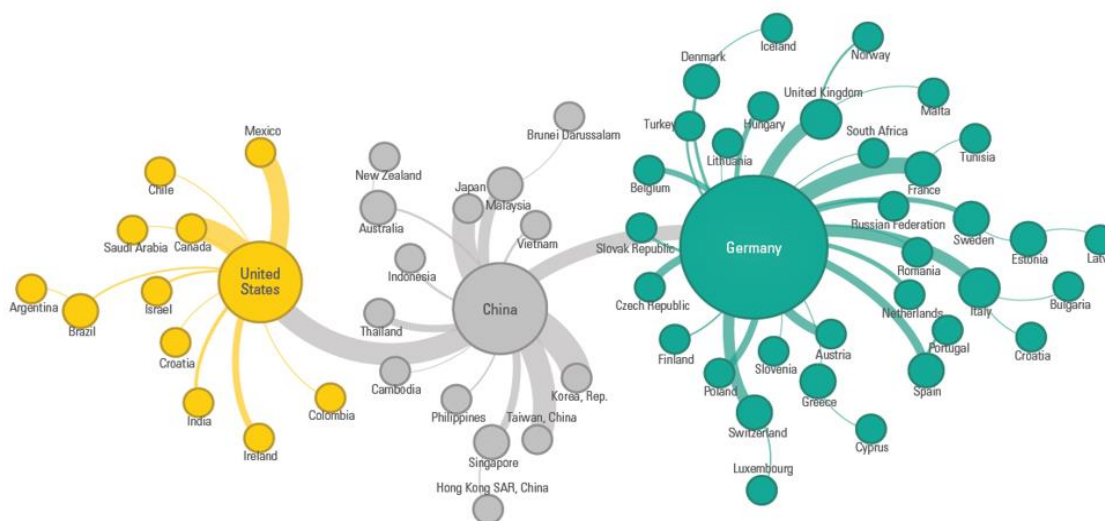 Mexico
Chile
Saudi Arabia
Canada
United
States
Argentina
Brazil
Israel
Croatia
India
Ireland
Colombia
Brunei Darussalam
New Zealand
Japan
Malaysia
Australia
Vietnam
Indonesia
China
Thailand
Cambodia
Philippines
Korea, Rep.
Taiwan, China
Singapore
Hong Kong SAR, China
Iceland
Denmark
Norway
United Kingdom
Malta
Turkey
Hungary
South Africa
Lithuania
Tunisia
Belgium
France
Russian Federation
Slovak Republic
Germany
Sweden
Estonia
Latv
Romania
Czech Republic
Netherlands
Italy
Bulgaria
Finland
Slovenia
Austria
Portugal
Croatia
Poland
Spain
Greece
Switzerland
Cyprus
Luxembourg